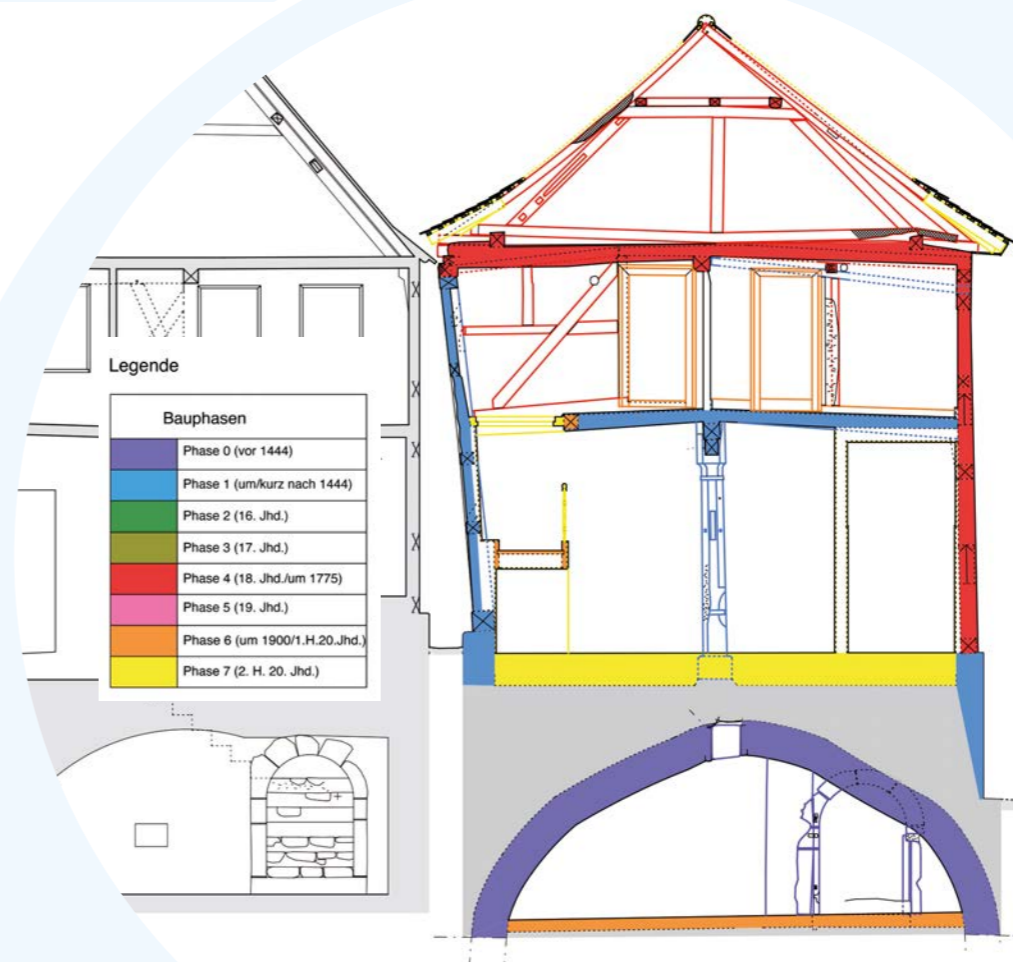 Legende
Bauphasen
Phase 0 (vor 1444)
Phase 1 (um/kurz nach 1444)
Phase 2 (16. Jhd.)
Phase 3 (17. Jhd.)
Phase 4 (18. Jhd./um 1775)
Phase 5 (19. Jhd.)
Phase 6 (um 1900/1.H.20.Jhd.)
Phase 7 (2. H. 20. Jhd.)